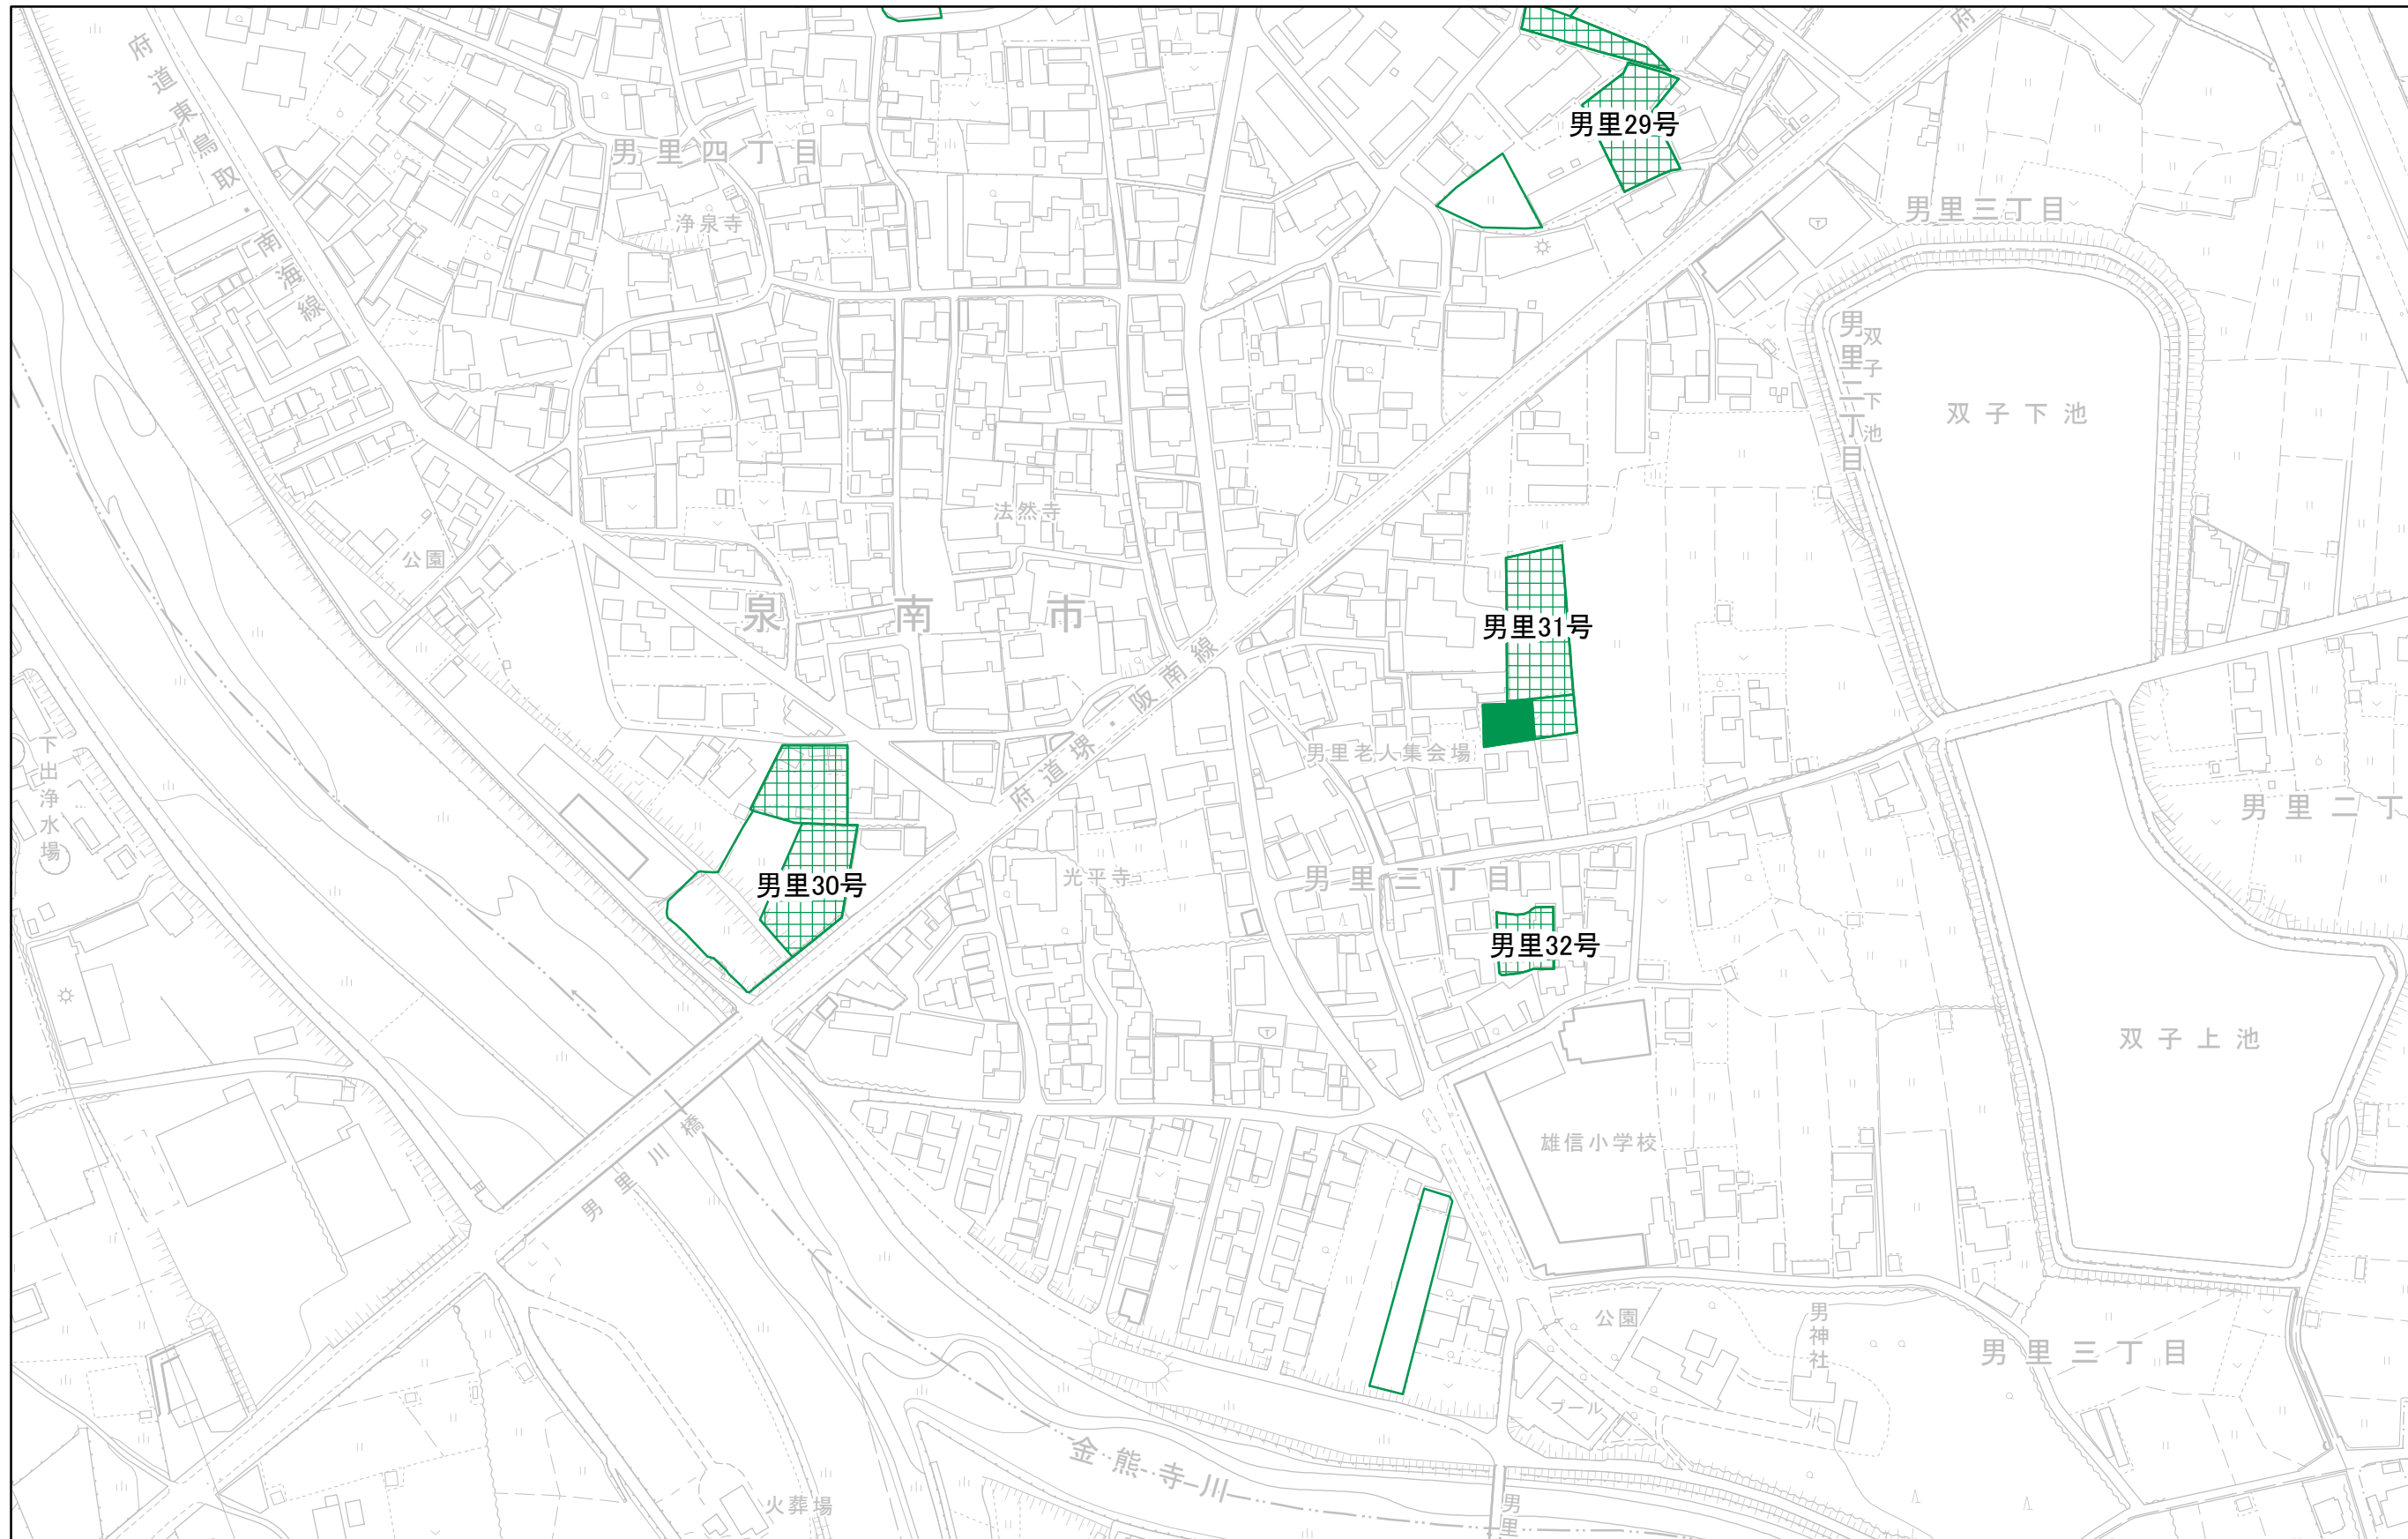 府道東鳥取・南海線
男里四丁目
浄泉寺
男里29号
府
男里三丁目
男里三丁目
双子下池
双子下池
公園
法然寺
泉南市
男里31号
府道堺・阪南線
男里老人集会場
下出浄水場
男里二丁
男里30号
光平寺
男里三丁目
男里32号
双子上池
男里川橋
雄信小学校
公園
男神社
男里三丁目
プール
金熊寺川
火葬場
男里